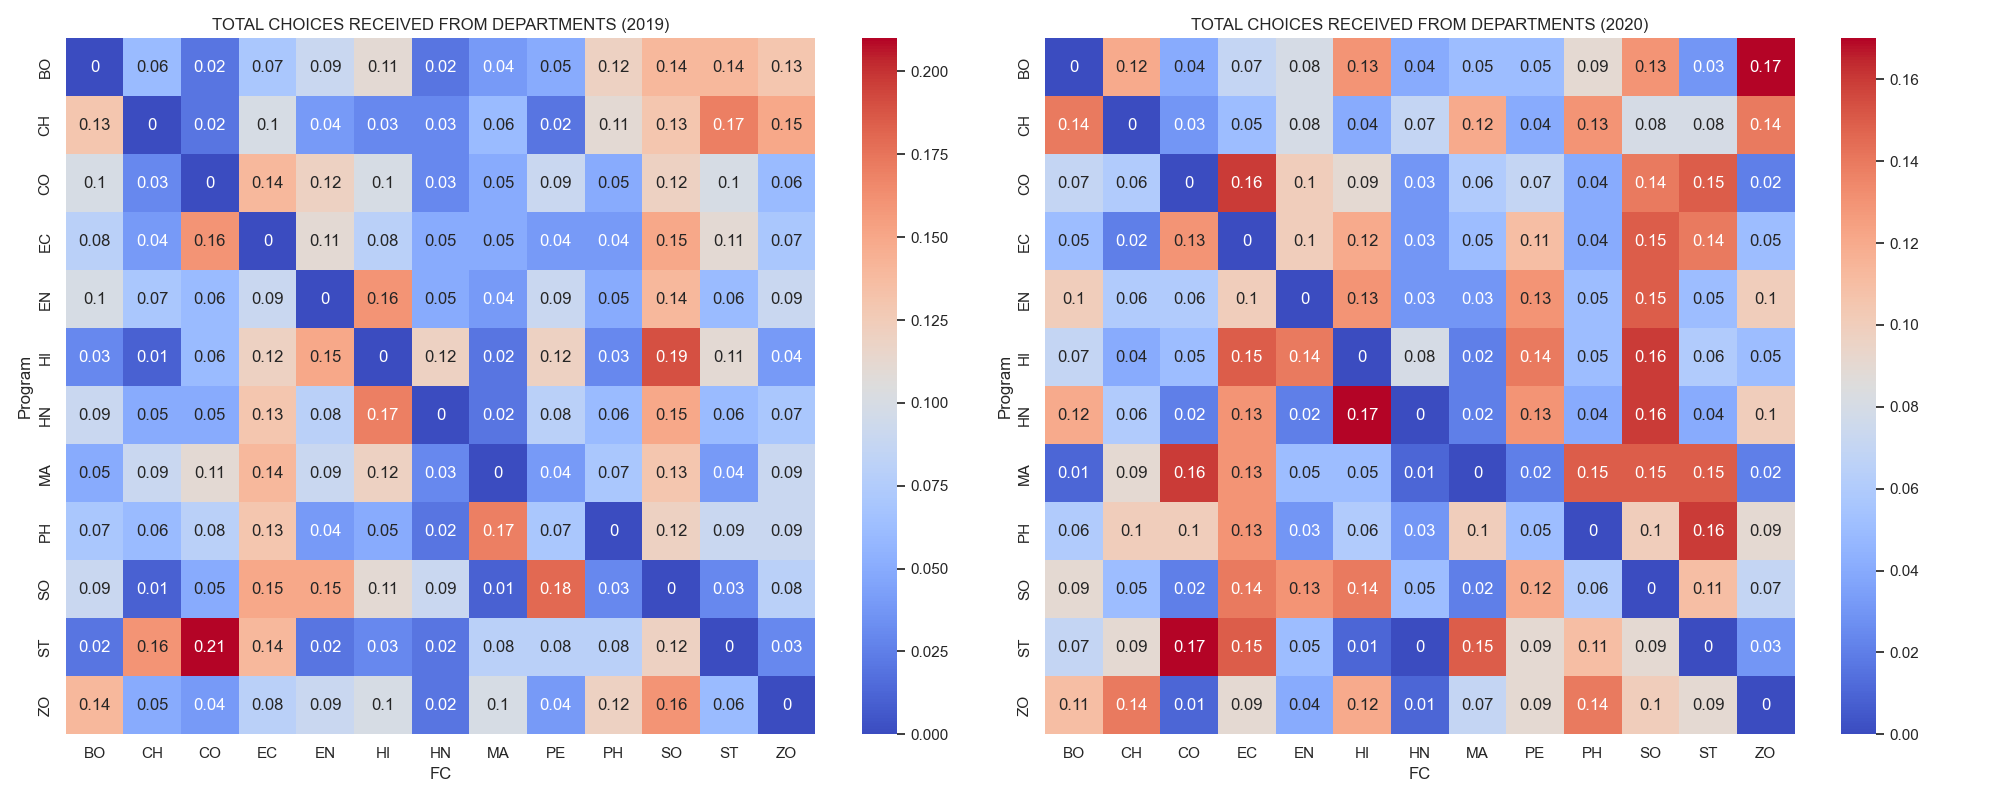 TOTAL CHOICES RECEIVED FROM DEPARTMENTS (2019)
BO 0 0.06 0.02 0.07 0.09 0.11 0.02 0.04 0.05 0.12 0.14 0.14 0.13
CH 0.13 0 0.02 0.1 0.04 0.03 0.03 0.06 0.02 0.11 0.13 0.17 0.15
CO 0.1 0.03 0 0.14 0.12 0.1 0.03 0.05 0.09 0.05 0.12 0.1 0.06
EC 0.08 0.04 0.16 0 0.11 0.08 0.05 0.05 0.04 0.04 0.15 0.11 0.07
EN 0.1 0.07 0.06 0.09 0 0.16 0.05 0.04 0.09 0.05 0.14 0.06 0.09
HI 0.03 0.01 0.06 0.12 0.15 0 0.12 0.02 0.12 0.03 0.19 0.11 0.04
Program
HN 0.09 0.05 0.05 0.13 0.08 0.17 0 0.02 0.08 0.06 0.15 0.06 0.07
MA 0.05 0.09 0.11 0.14 0.09 0.12 0.03 0 0.04 0.07 0.13 0.04 0.09
PH 0.07 0.06 0.08 0.13 0.04 0.05 0.02 0.17 0.07 0 0.12 0.09 0.09
SO 0.09 0.01 0.05 0.15 0.15 0.11 0.09 0.01 0.18 0.03 0 0.03 0.08
ST 0.02 0.16 0.21 0.14 0.02 0.03 0.02 0.08 0.08 0.08 0.12 0 0.03
ZO 0.14 0.05 0.04 0.08 0.09 0.1 0.02 0.1 0.04 0.12 0.16 0.06 0
BO CH CO EC EN HI HN MA PE PH SO ST ZO
FC
0.200
0.175
0.150
0.125
0.100
0.075
0.050
0.025
0.000
TOTAL CHOICES RECEIVED FROM DEPARTMENTS (2020)
BO 0 0.12 0.04 0.07 0.08 0.13 0.04 0.05 0.05 0.09 0.13 0.03 0.17
CH 0.14 0 0.03 0.05 0.08 0.04 0.07 0.12 0.04 0.13 0.08 0.08 0.14
CO 0.07 0.06 0 0.16 0.1 0.09 0.03 0.06 0.07 0.04 0.14 0.15 0.02
EC 0.05 0.02 0.13 0 0.1 0.12 0.03 0.05 0.11 0.04 0.15 0.14 0.05
EN 0.1 0.06 0.06 0.1 0 0.13 0.03 0.03 0.13 0.05 0.15 0.05 0.1
HI 0.07 0.04 0.05 0.15 0.14 0 0.08 0.02 0.14 0.05 0.16 0.06 0.05
Program
HN 0.12 0.06 0.02 0.13 0.02 0.17 0 0.02 0.13 0.04 0.16 0.04 0.1
MA 0.01 0.09 0.16 0.13 0.05 0.05 0.01 0 0.02 0.15 0.15 0.15 0.02
PH 0.06 0.1 0.1 0.13 0.03 0.06 0.03 0.1 0.05 0 0.1 0.16 0.09
SO 0.09 0.05 0.02 0.14 0.13 0.14 0.05 0.02 0.12 0.06 0 0.11 0.07
ST 0.07 0.09 0.17 0.15 0.05 0.01 0 0.15 0.09 0.11 0.09 0 0.03
ZO 0.11 0.14 0.01 0.09 0.04 0.12 0.01 0.07 0.09 0.14 0.1 0.09 0
BO CH CO EC EN HI HN MA PE PH SO ST ZO
FC
0.16
0.14
0.12
0.10
0.08
0.06
0.04
0.02
0.00